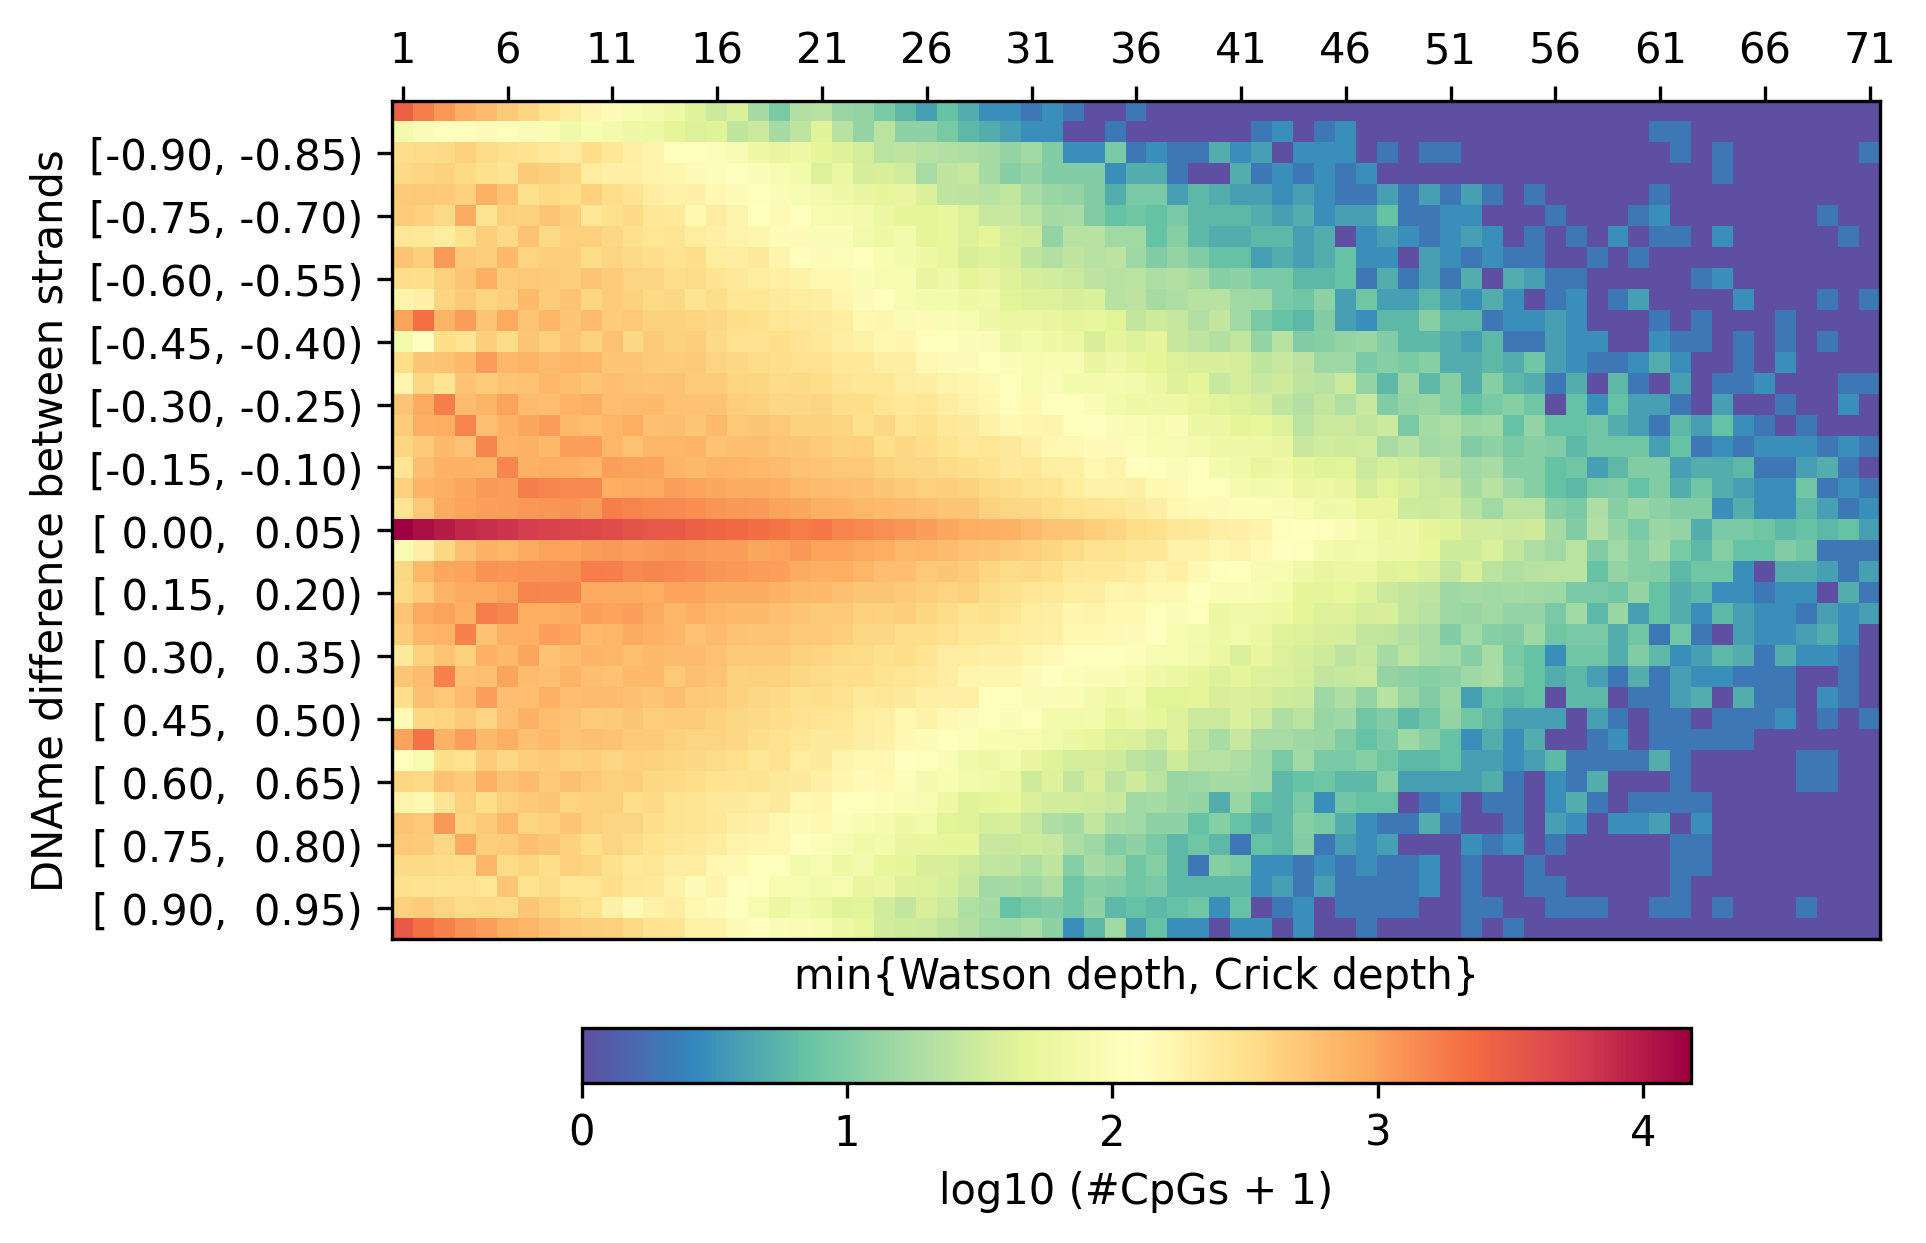 1 6 11 16 21 26 31 36 41 46 51 56 61 66 71
DNAme difference between strands
[-0.90, -0.85)
[-0.75, -0.70)
[-0.60, -0.55)
[-0.45, -0.40)
[-0.30, -0.25)
[-0.15, -0.10)
[ 0.00,  0.05)
[ 0.15,  0.20)
[ 0.30,  0.35)
[ 0.45,  0.50)
[ 0.60,  0.65)
[ 0.75,  0.80)
[ 0.90,  0.95)
min{Watson depth, Crick depth}
0 1 2 3 4
log10 (#CpGs + 1)